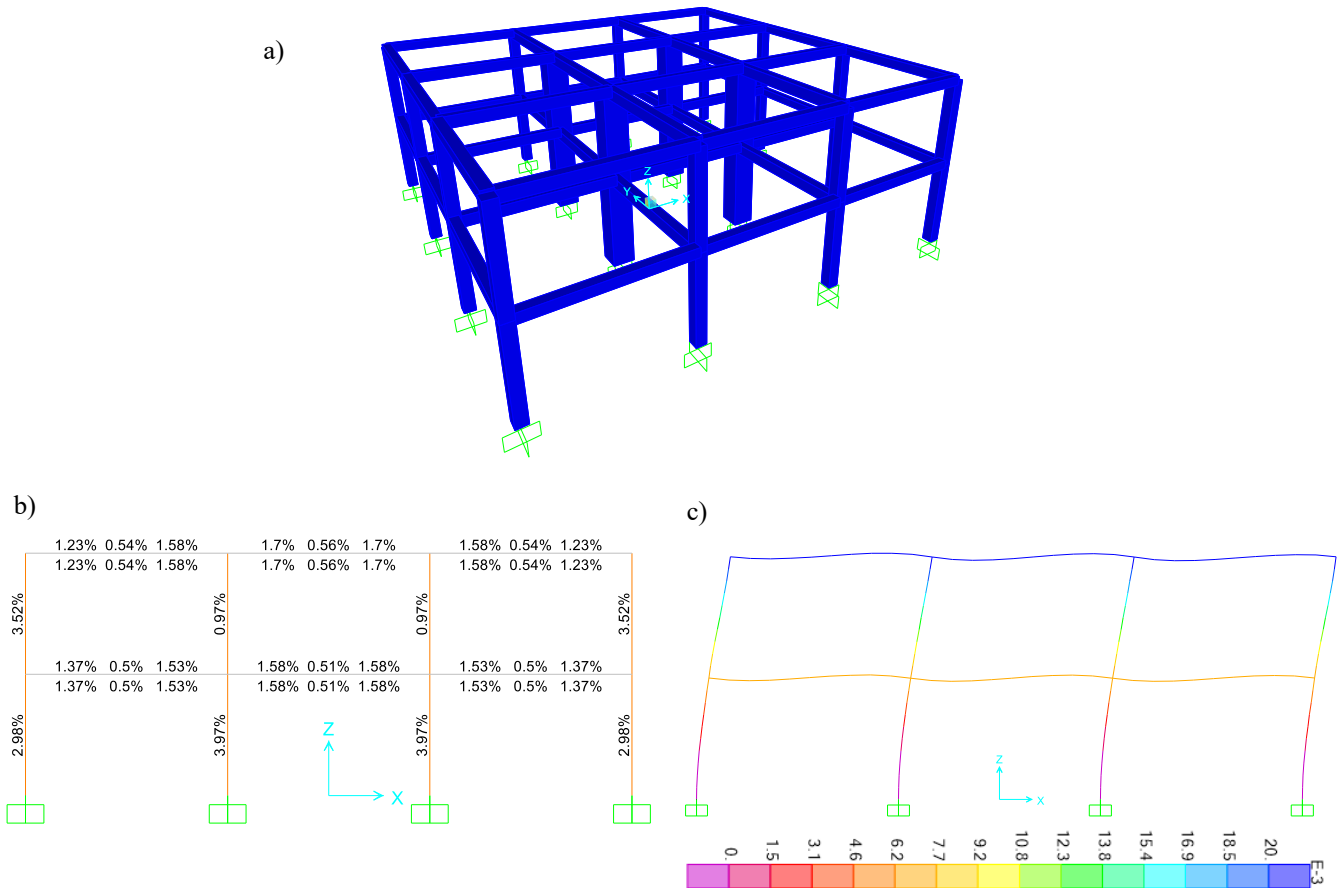 a)
Z
Y
X
b)
1.23% 0.54% 1.58% 1.7% 0.56% 1.7% 1.58% 0.54% 1.23%
1.23% 0.54% 1.58% 1.7% 0.56% 1.7% 1.58% 0.54% 1.23%
3.52% 0.97% 0.97% 3.52%
1.37% 0.5% 1.53% 1.58% 0.51% 1.58% 1.53% 0.5% 1.37%
1.37% 0.5% 1.53% 1.58% 0.51% 1.58% 1.53% 0.5% 1.37%
2.98% 3.97% 3.97% 2.98%
Z
X
c)
Z
X
0. 1.5 3.1 4.6 6.2 7.7 9.2 10.8 12.3 13.8 15.4 16.9 18.5 20. E-3